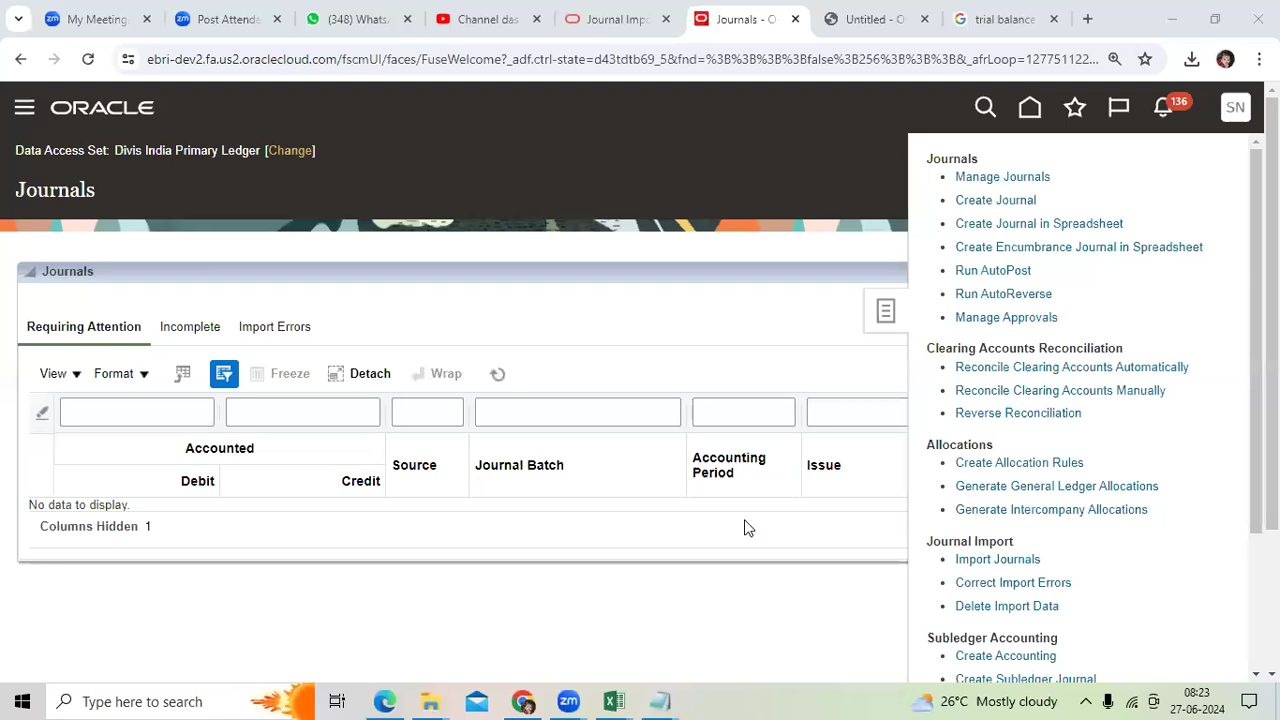 My Meeting
Post Attend
(348) Whats
Channel das
Journal Impo
Journals - O
Untitled - O
trial balance
ebri-dev2.fa.us2.oraclecloud.com/fscmUI/faces/FuseWelcome?_adf.ctrl-state=d43tdtb69_5&fnd=%3B%3B%3B%3Bfalse%3B256%3B%3B%3B&_afrLoop=127751122...
ORACLE
136
SN
Data Access Set: Divis India Primary Ledger [Change]
Journals
Journals
Requiring Attention
Incomplete
Import Errors
View
Format
Freeze
Detach
Wrap
Accounted
Debit
Credit
Source
Journal Batch
Accounting
Period
Issue
No data to display.
Columns Hidden 1
Journals
Manage Journals
Create Journal
Create Journal in Spreadsheet
Create Encumbrance Journal in Spreadsheet
Run AutoPost
Run AutoReverse
Manage Approvals
Clearing Accounts Reconciliation
Reconcile Clearing Accounts Automatically
Reconcile Clearing Accounts Manually
Reverse Reconciliation
Allocations
Create Allocation Rules
Generate General Ledger Allocations
Generate Intercompany Allocations
Journal Import
Import Journals
Correct Import Errors
Delete Import Data
Subledger Accounting
Create Accounting
Create Subledger Journal
Type here to search
26°C Mostly cloudy
08:23
27-06-2024